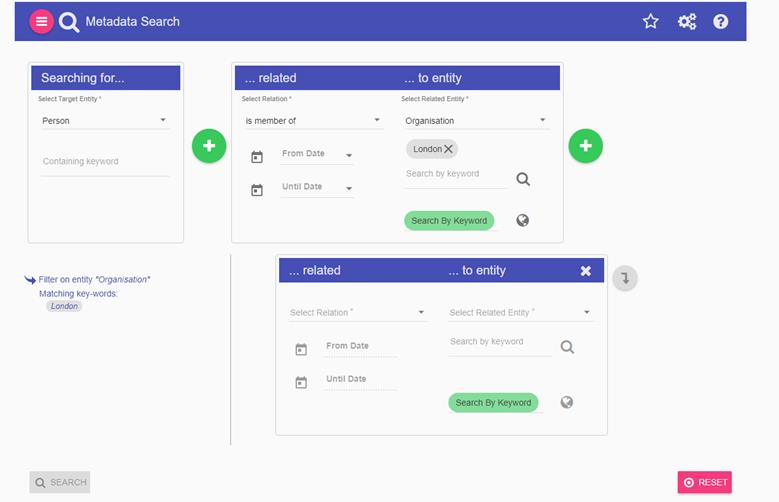 Metadata Search
Searching for...
Select Target Entity *
Person
Containing keyword
... related
... to entity
Select Relation *
Select Related Entity *
is member of
Organisation
London
From Date
Search by keyword
Until Date
Search By Keyword
Filter on entity "Organisation"
Matching key-words:
London
... related
... to entity
Select Relation *
Select Related Entity *
From Date
Search by keyword
Until Date
Search By Keyword
SEARCH
RESET